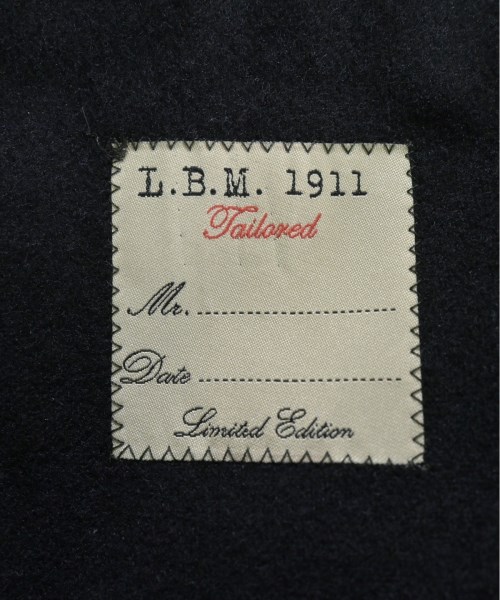 L.B.M. 1911
Tailored
Mr. ........................................
Date ........................................
Limited Edition